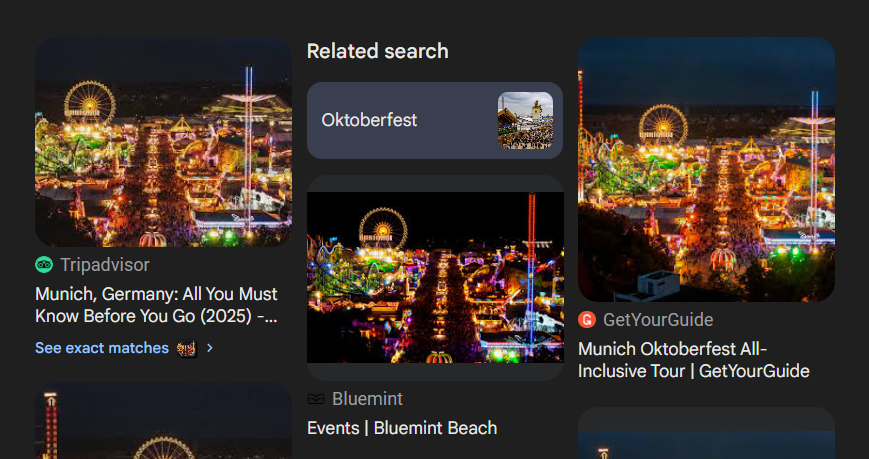 Tripadvisor
Munich, Germany: All You Must
Know Before You Go (2025) -...
See exact matches
Related search
Oktoberfest
Bluemint
Events | Bluemint Beach
GetYourGuide
Munich Oktoberfest All-
Inclusive Tour | GetYourGuide